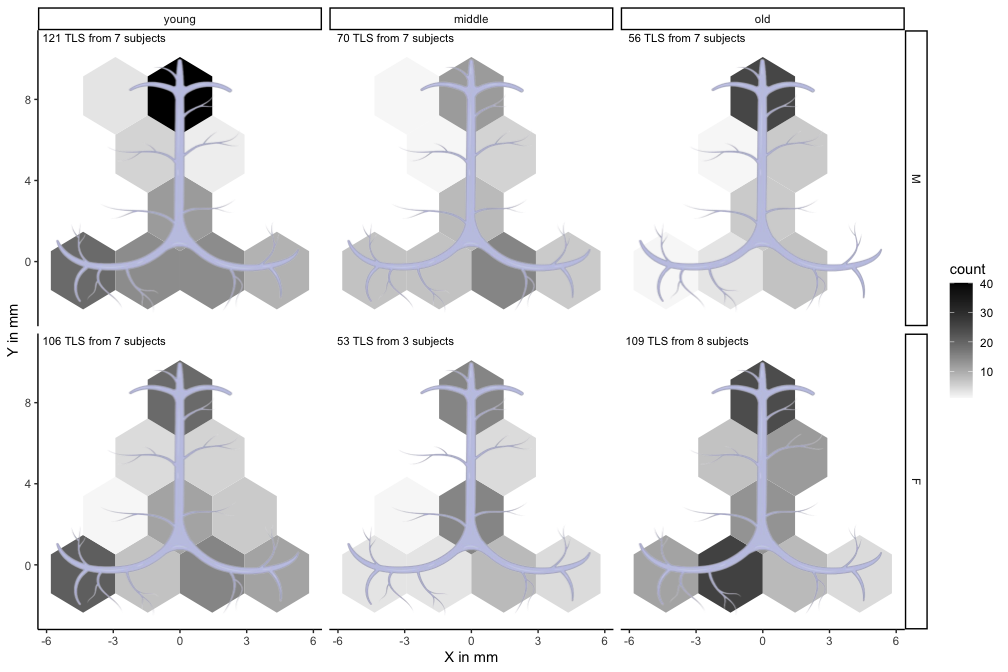 young
middle
old
121 TLS from 7 subjects
70 TLS from 7 subjects
56 TLS from 7 subjects
8
4
0
M
106 TLS from 7 subjects
53 TLS from 3 subjects
109 TLS from 8 subjects
8
4
0
F
-6
-3
0
3
6
-6
-3
0
3
6
-6
-3
0
3
6
X in mm
Y in mm
count
40
30
20
10